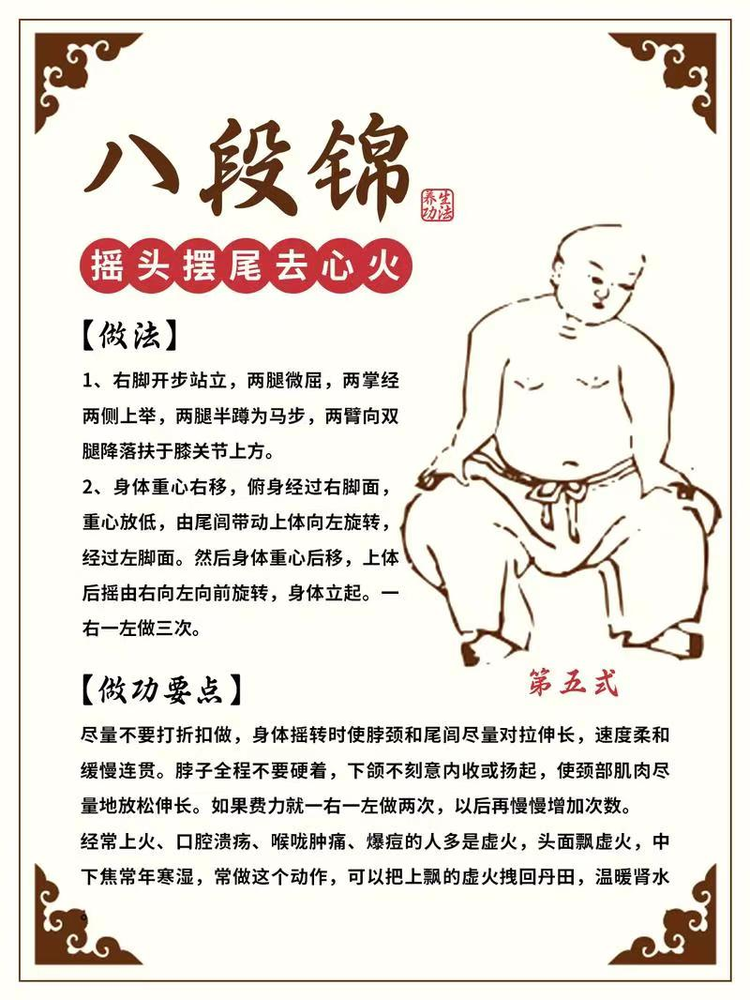 八段锦
养生
功法
摇头摆尾去心火
【做法】
1、右脚开步站立，两腿微屈，两掌经
两侧上举，两腿半蹲为马步，两臂向双
腿降落扶于膝关节上方。
2、身体重心右移，俯身经过右脚面，
重心放低，由尾闾带动上体向左旋转，
经过左脚面。然后身体重心后移，上体
后摇由右向左向前旋转，身体立起。一
右一左做三次。
第五式
【做功要点】
尽量不要打折扣做，身体摇转时使脖颈和尾闾尽量对拉伸长，速度柔和
缓慢连贯。脖子全程不要硬着，下颌不刻意内收或扬起，使颈部肌肉尽
量地放松伸长。如果费力就一右一左做两次，以后再慢慢增加次数。
经常上火、口腔溃疡、喉咙肿痛、爆痘的人多是虚火，头面飘虚火，中
下焦常年寒湿，常做这个动作，可以把上飘的虚火拽回丹田，温暖肾水
。